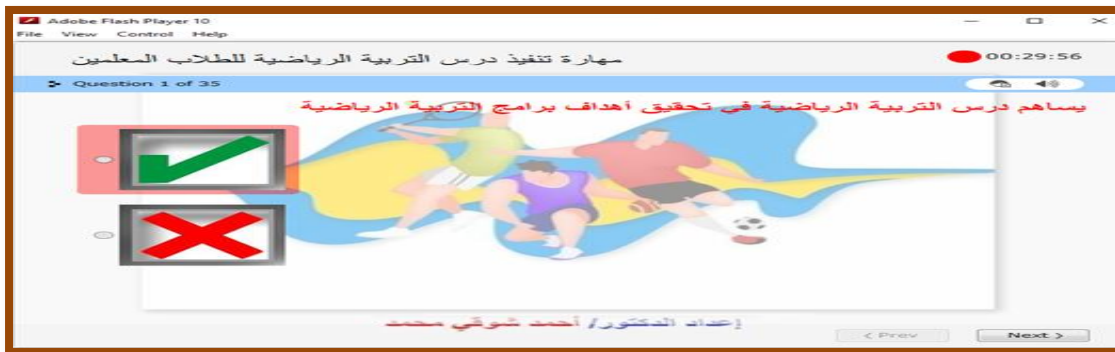 Adobe Flash Player 10
File View Control Help
مهارة تنفيذ درس التربية الرياضية للطلاب المعلمين
00:29:56
Question 1 of 35
يساهم درس التربية الرياضية في تحقيق أهداف برامج التربية الرياضية
إعداد الدكتور/ أحمد شوقي محمد
< Prev
Next >